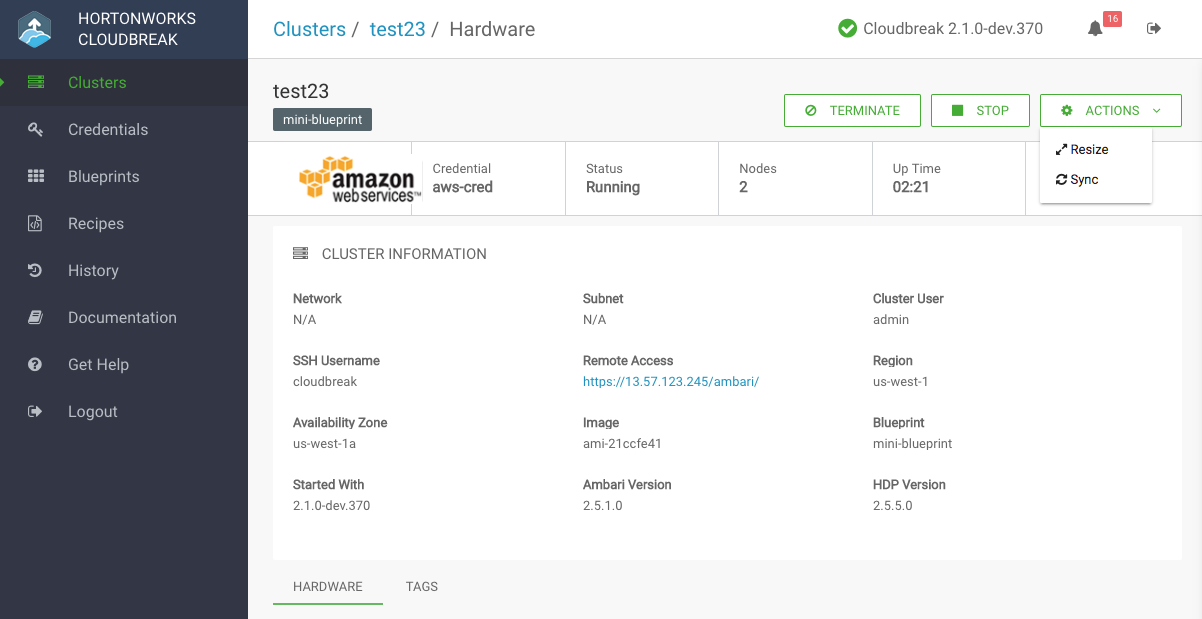 HORTONWORKS
CLOUDBREAK
Clusters
Credentials
Blueprints
Recipes
History
Documentation
Get Help
Logout
Clusters / test23 / Hardware
Cloudbreak 2.1.0-dev.370
16
test23
mini-blueprint
TERMINATE
STOP
ACTIONS
Resize
Sync
amazon
webservices™
Credential
aws-cred
Status
Running
Nodes
2
Up Time
02:21
CLUSTER INFORMATION
Network
N/A
Subnet
N/A
Cluster User
admin
SSH Username
cloudbreak
Remote Access
https://13.57.123.245/ambari/
Region
us-west-1
Availability Zone
us-west-1a
Image
ami-21ccfe41
Blueprint
mini-blueprint
Started With
2.1.0-dev.370
Ambari Version
2.5.1.0
HDP Version
2.5.5.0
HARDWARE
TAGS